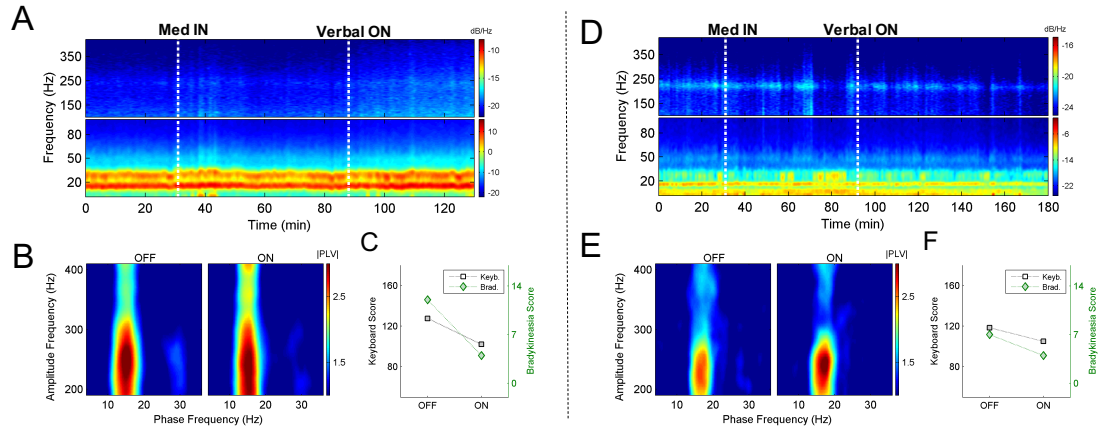 A
Med IN
Verbal ON
dB/Hz
350
250
150
-10
-15
-20
80
50
20
10
0
-10
-20
Frequency (Hz)
0 20 40 60 80 100 120
Time (min)
B
OFF ON
|PLV|
400
300
200
2.5
1.5
Amplitude Frequency (Hz)
10 20 30 10 20 30
Phase Frequency (Hz)
C
Keyb.
Brad.
160
120
80
14
7
0
Keyboard Score
Bradykineasia Score
OFF ON
D
Med IN
Verbal ON
dB/Hz
350
250
150
-16
-20
-24
80
50
20
-6
-14
-22
Frequency (Hz)
0 20 40 60 80 100 120 140 160 180
Time (min)
E
OFF ON
|PLV|
400
300
200
2.5
1.5
Amplitude Frequency (Hz)
10 20 30 10 20 30
Phase Frequency (Hz)
F
Keyb.
Brad.
160
120
80
14
7
0
Keyboard Score
Bradykineasia Score
OFF ON